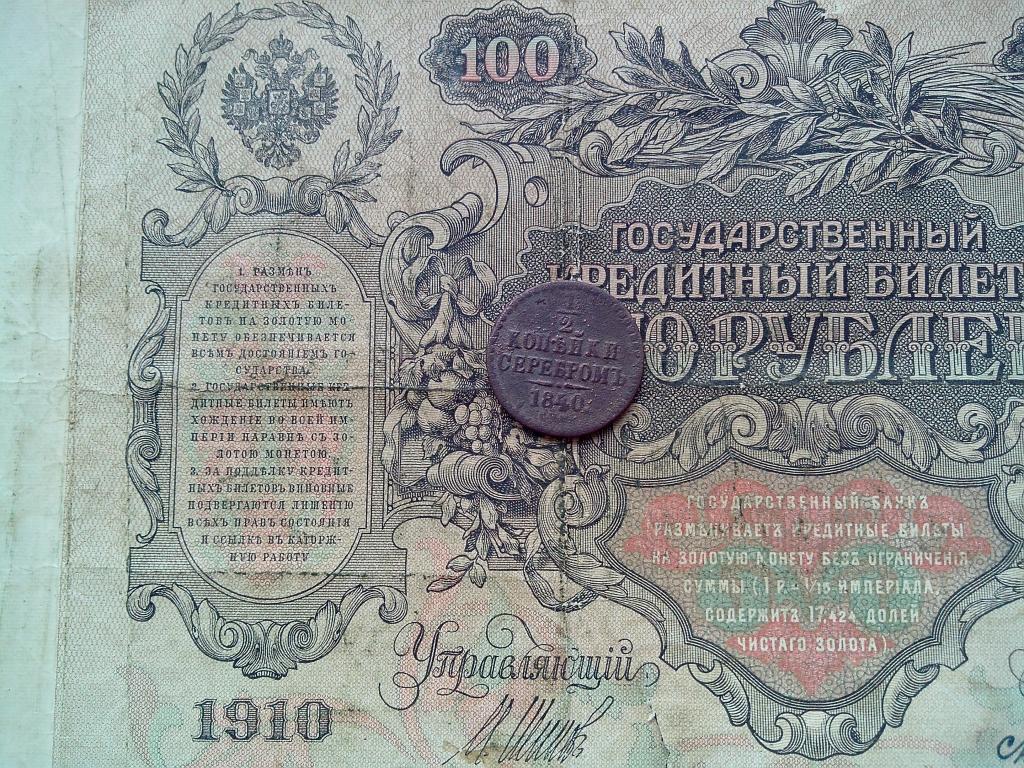 100
1. РАЗМѢНЪ
ГОСУДАРСТВЕННЫХЪ
КРЕДИТНЫХЪ БИЛЕ-
ТОВЪ НА ЗОЛОТУЮ МО-
НЕТУ ОБЕЗПЕЧИВАЕТСЯ
ВСѢМЪ ДОСТОЯНІЕМЪ ГО-
СУДАРСТВА.
2. ГОСУДАРСТВЕННЫЕ КРЕ-
ДИТНЫЕ БИЛЕТЫ ИМѢЮТЪ
ХОЖДЕНІЕ ВО ВСЕЙ ИМ-
ПЕРІИ НАРАВНѢ СЪ ЗО-
ЛОТОЮ МОНЕТОЮ.
3. ЗА ПОДДѢЛКУ КРЕДИТ-
НЫХЪ БИЛЕТОВЪ ВИНОВНЫЕ
ПОДВЕРГАЮТСЯ ЛИШЕНІЮ
ВСѢХЪ ПРАВЪ СОСТОЯНІЯ
И ССЫЛКѢ ВЪ КАТОРЖ-
НУЮ РАБОТУ
ГОСУДАРСТВЕННЫЙ
КРЕДИТНЫЙ БИЛЕТ
РУБЛЕ
1/2
КОПѢЙКИ
СЕРЕБРОМЪ
1840
ГОСУДАРСТВЕННЫЙ БАНКЪ
РАЗМѢНИВАЕТЪ КРЕДИТНЫЕ БИЛЕТЫ
НА ЗОЛОТУЮ МОНЕТУ БЕЗЪ ОГРАНИЧЕНІЯ
СУММЫ (1 Р. = 1/15 ИМПЕРІАЛА,
СОДЕРЖИТЪ 17,424 ДОЛЕЙ
ЧИСТАГО ЗОЛОТА).
Управляющій
1910